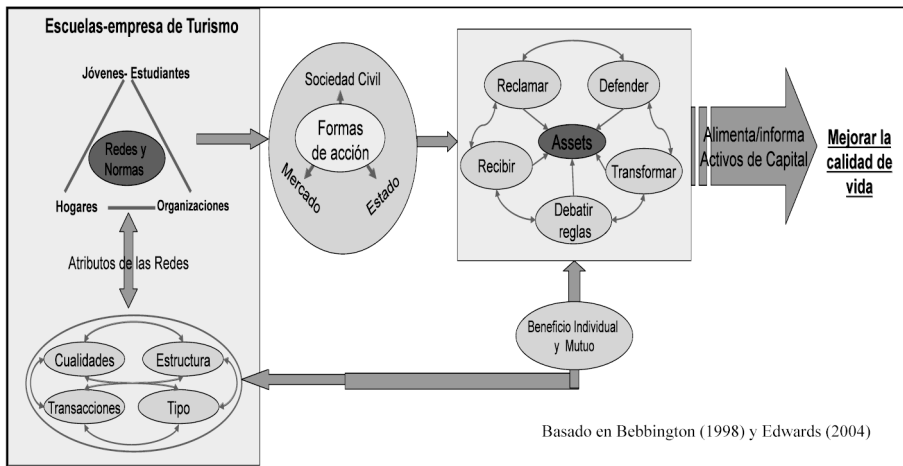 Escuelas-empresa de Turismo
Jóvenes- Estudiantes
Redes y
Normas
Hogares
Organizaciones
Atributos de las Redes
Cualidades
Estructura
Transacciones
Tipo
Sociedad Civil
Formas
de acción
Mercado
Estado
Reclamar
Defender
Assets
Recibir
Transformar
Debatir
reglas
Beneficio Individual
y Mutuo
Alimenta/informa
Activos de Capital
Mejorar la
calidad de
vida
Basado en Bebbington (1998) y Edwards (2004)